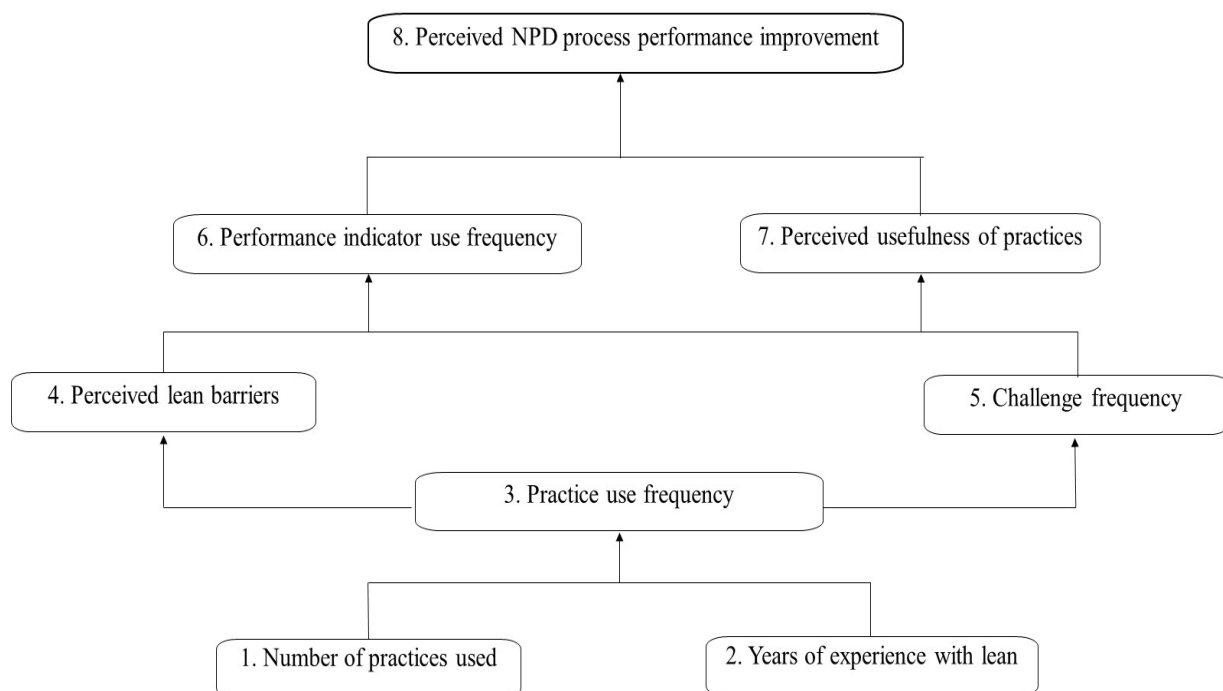 8. Perceived NPD process performance improvement
6. Performance indicator use frequency
7. Perceived usefulness of practices
4. Perceived lean barriers
5. Challenge frequency
3. Practice use frequency
1. Number of practices used
2. Years of experience with lean